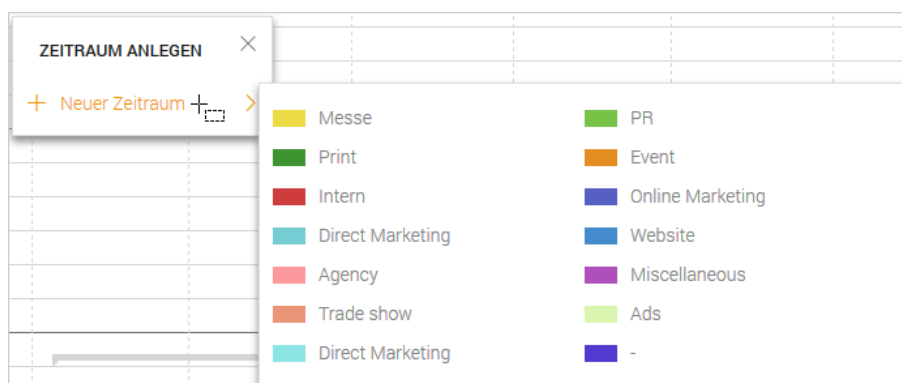 ZEITRAUM ANLEGEN
Neuer Zeitraum
Messe
Print
Intern
Direct Marketing
Agency
Trade show
Direct Marketing
PR
Event
Online Marketing
Website
Miscellaneous
Ads
-